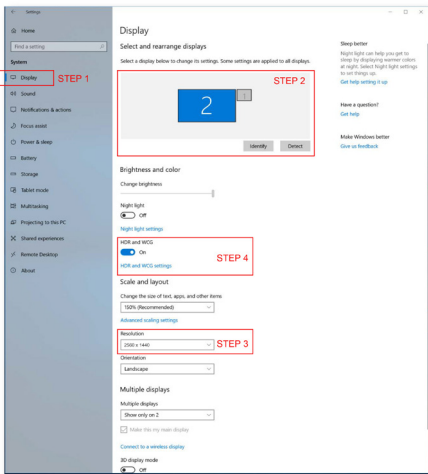 Settings
Home
Find a setting
System
Display
STEP 1
Sound
Notifications & actions
Focus assist
Power & sleep
Battery
Storage
Tablet mode
Multitasking
Projecting to this PC
Shared experiences
Remote Desktop
About
Display
Select and rearrange displays
Select a display below to change its settings. Some settings are applied to all displays.
STEP 2
2
1
Identify
Detect
Brightness and color
Change brightness
Night light
Off
Night light settings
HDR and WCG
On
STEP 4
HDR and WCG settings
Scale and layout
Change the size of text, apps, and other items
150% (Recommended)
Advanced scaling settings
Resolution
2560 x 1440
STEP 3
Orientation
Landscape
Multiple displays
Multiple displays
Show only on 2
Make this my main display
Connect to a wireless display
3D display mode
Off
Sleep better
Night light can help you get to
sleep by displaying warmer colors
at night. Select Night light settings
to set things up.
Get help setting it up
Have a question?
Get help
Make Windows better
Give us feedback